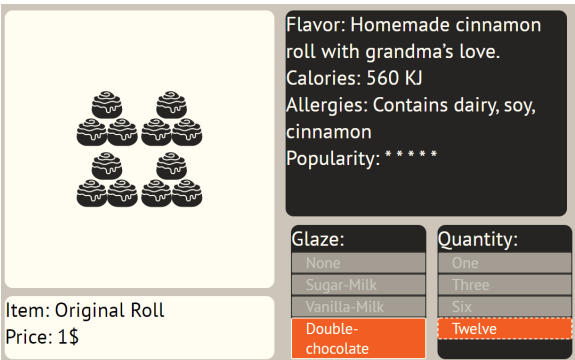 Flavor: Homemade cinnamon
roll with grandma's love.
Calories: 560 KJ
Allergies: Contains dairy, soy,
cinnamon
Popularity: * * * * *
Item: Original Roll
Price: 1$
Glaze:
None
Sugar-Milk
Vanilla-Milk
Double-
chocolate
Quantity:
One
Three
Six
Twelve